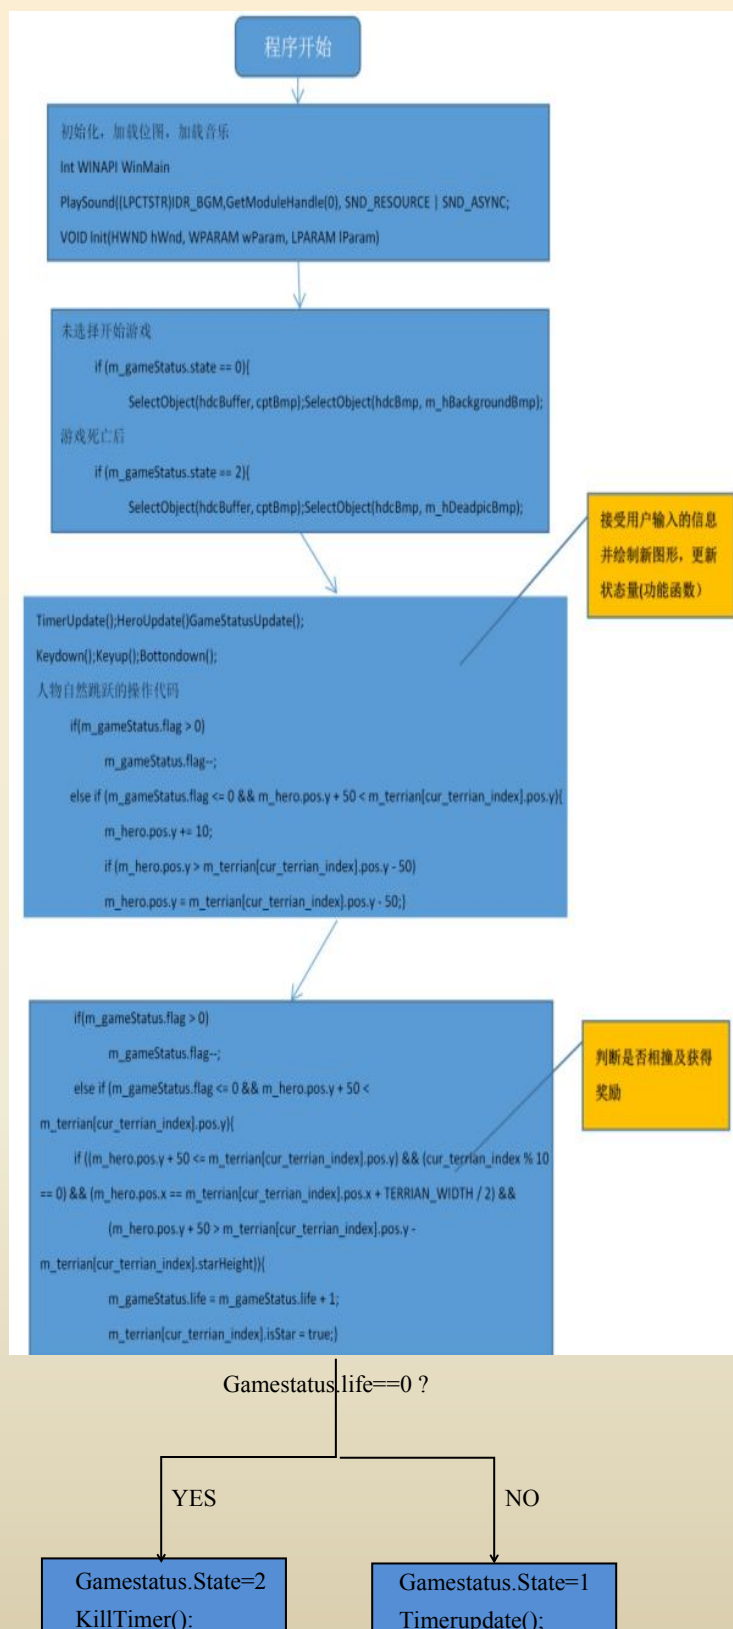 程序开始
初始化，加载位图，加载音乐
Int WINAPI WinMain
PlaySound((LPCTSTR)IDR_BGM,GetModuleHandle(0), SND_RESOURCE | SND_ASYNC;
VOID Init(HWND hWnd, WPARAM wParam, LPARAM lParam)
未选择开始游戏
if (m_gameStatus.state == 0){
SelectObject(hdcBuffer, cptBmp);SelectObject(hdcBmp, m_hBackgroundBmp);
游戏死亡后
if (m_gameStatus.state == 2){
SelectObject(hdcBuffer, cptBmp);SelectObject(hdcBmp, m_hDeadpicBmp);
接受用户输入的信息
并绘制新图形，更新
状态量(功能函数）
TimerUpdate();HeroUpdate()GameStatusUpdate();
Keydown();Keyup();Bottondown();
人物自然跳跃的操作代码
if(m_gameStatus.flag > 0)
m_gameStatus.flag--;
else if (m_gameStatus.flag <= 0 && m_hero.pos.y + 50 < m_terrian[cur_terrian_index].pos.y){
m_hero.pos.y += 10;
if (m_hero.pos.y > m_terrian[cur_terrian_index].pos.y - 50)
m_hero.pos.y = m_terrian[cur_terrian_index].pos.y - 50;}
if(m_gameStatus.flag > 0)
m_gameStatus.flag--;
else if (m_gameStatus.flag <= 0 && m_hero.pos.y + 50 <
m_terrian[cur_terrian_index].pos.y){
if ((m_hero.pos.y + 50 <= m_terrian[cur_terrian_index].pos.y) && (cur_terrian_index % 10
== 0) && (m_hero.pos.x == m_terrian[cur_terrian_index].pos.x + TERRIAN_WIDTH / 2) &&
(m_hero.pos.y + 50 > m_terrian[cur_terrian_index].pos.y -
m_terrian[cur_terrian_index].starHeight)){
m_gameStatus.life = m_gameStatus.life + 1;
m_terrian[cur_terrian_index].isStar = true;}
判断是否相撞及获得
奖励
Gamestatus.life==0 ?
YES
NO
Gamestatus.State=2
KillTimer():
Gamestatus.State=1
Timerupdate();